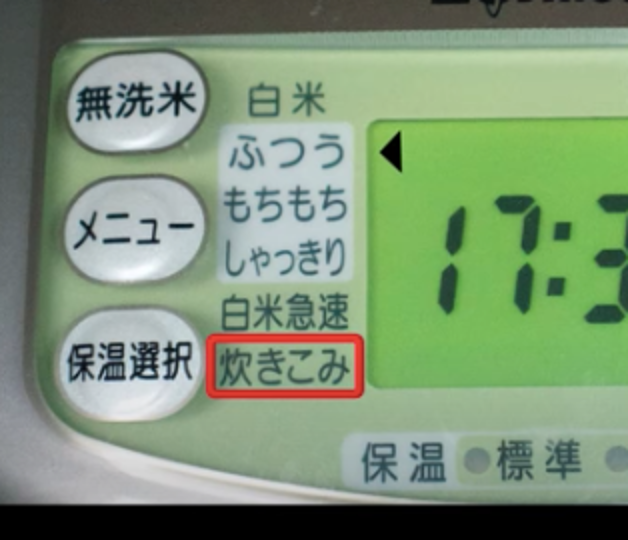 無洗米
白米
ふつう
もちもち
メニュー
しゃっきり
白米急速
保温選択
炊きこみ
17:3
保温 標準